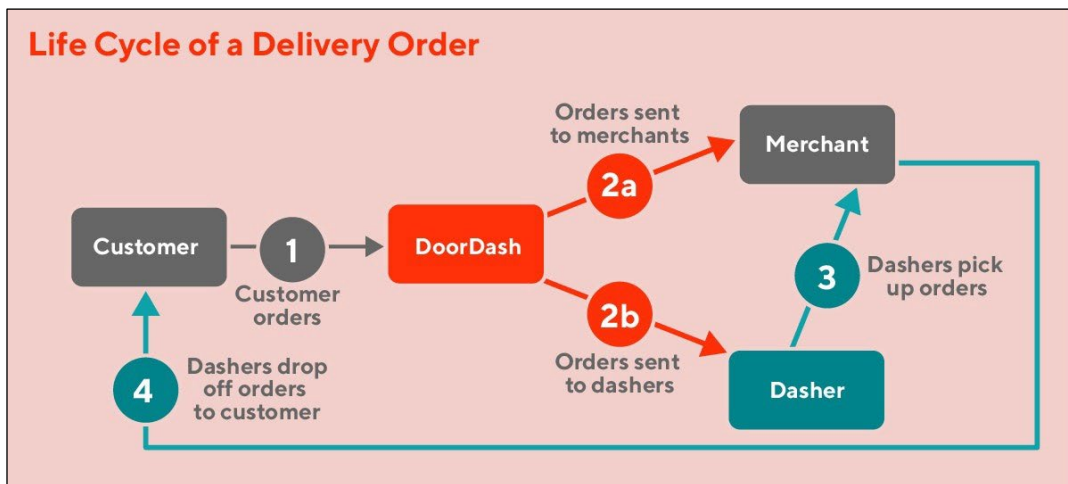 Life Cycle of a Delivery Order
Orders sent
to merchants
Merchant
2a
Customer
1
DoorDash
Customer
orders
3
Dashers pick
up orders
2b
Orders sent
to dashers
Dasher
4
Dashers drop
off orders
to customer